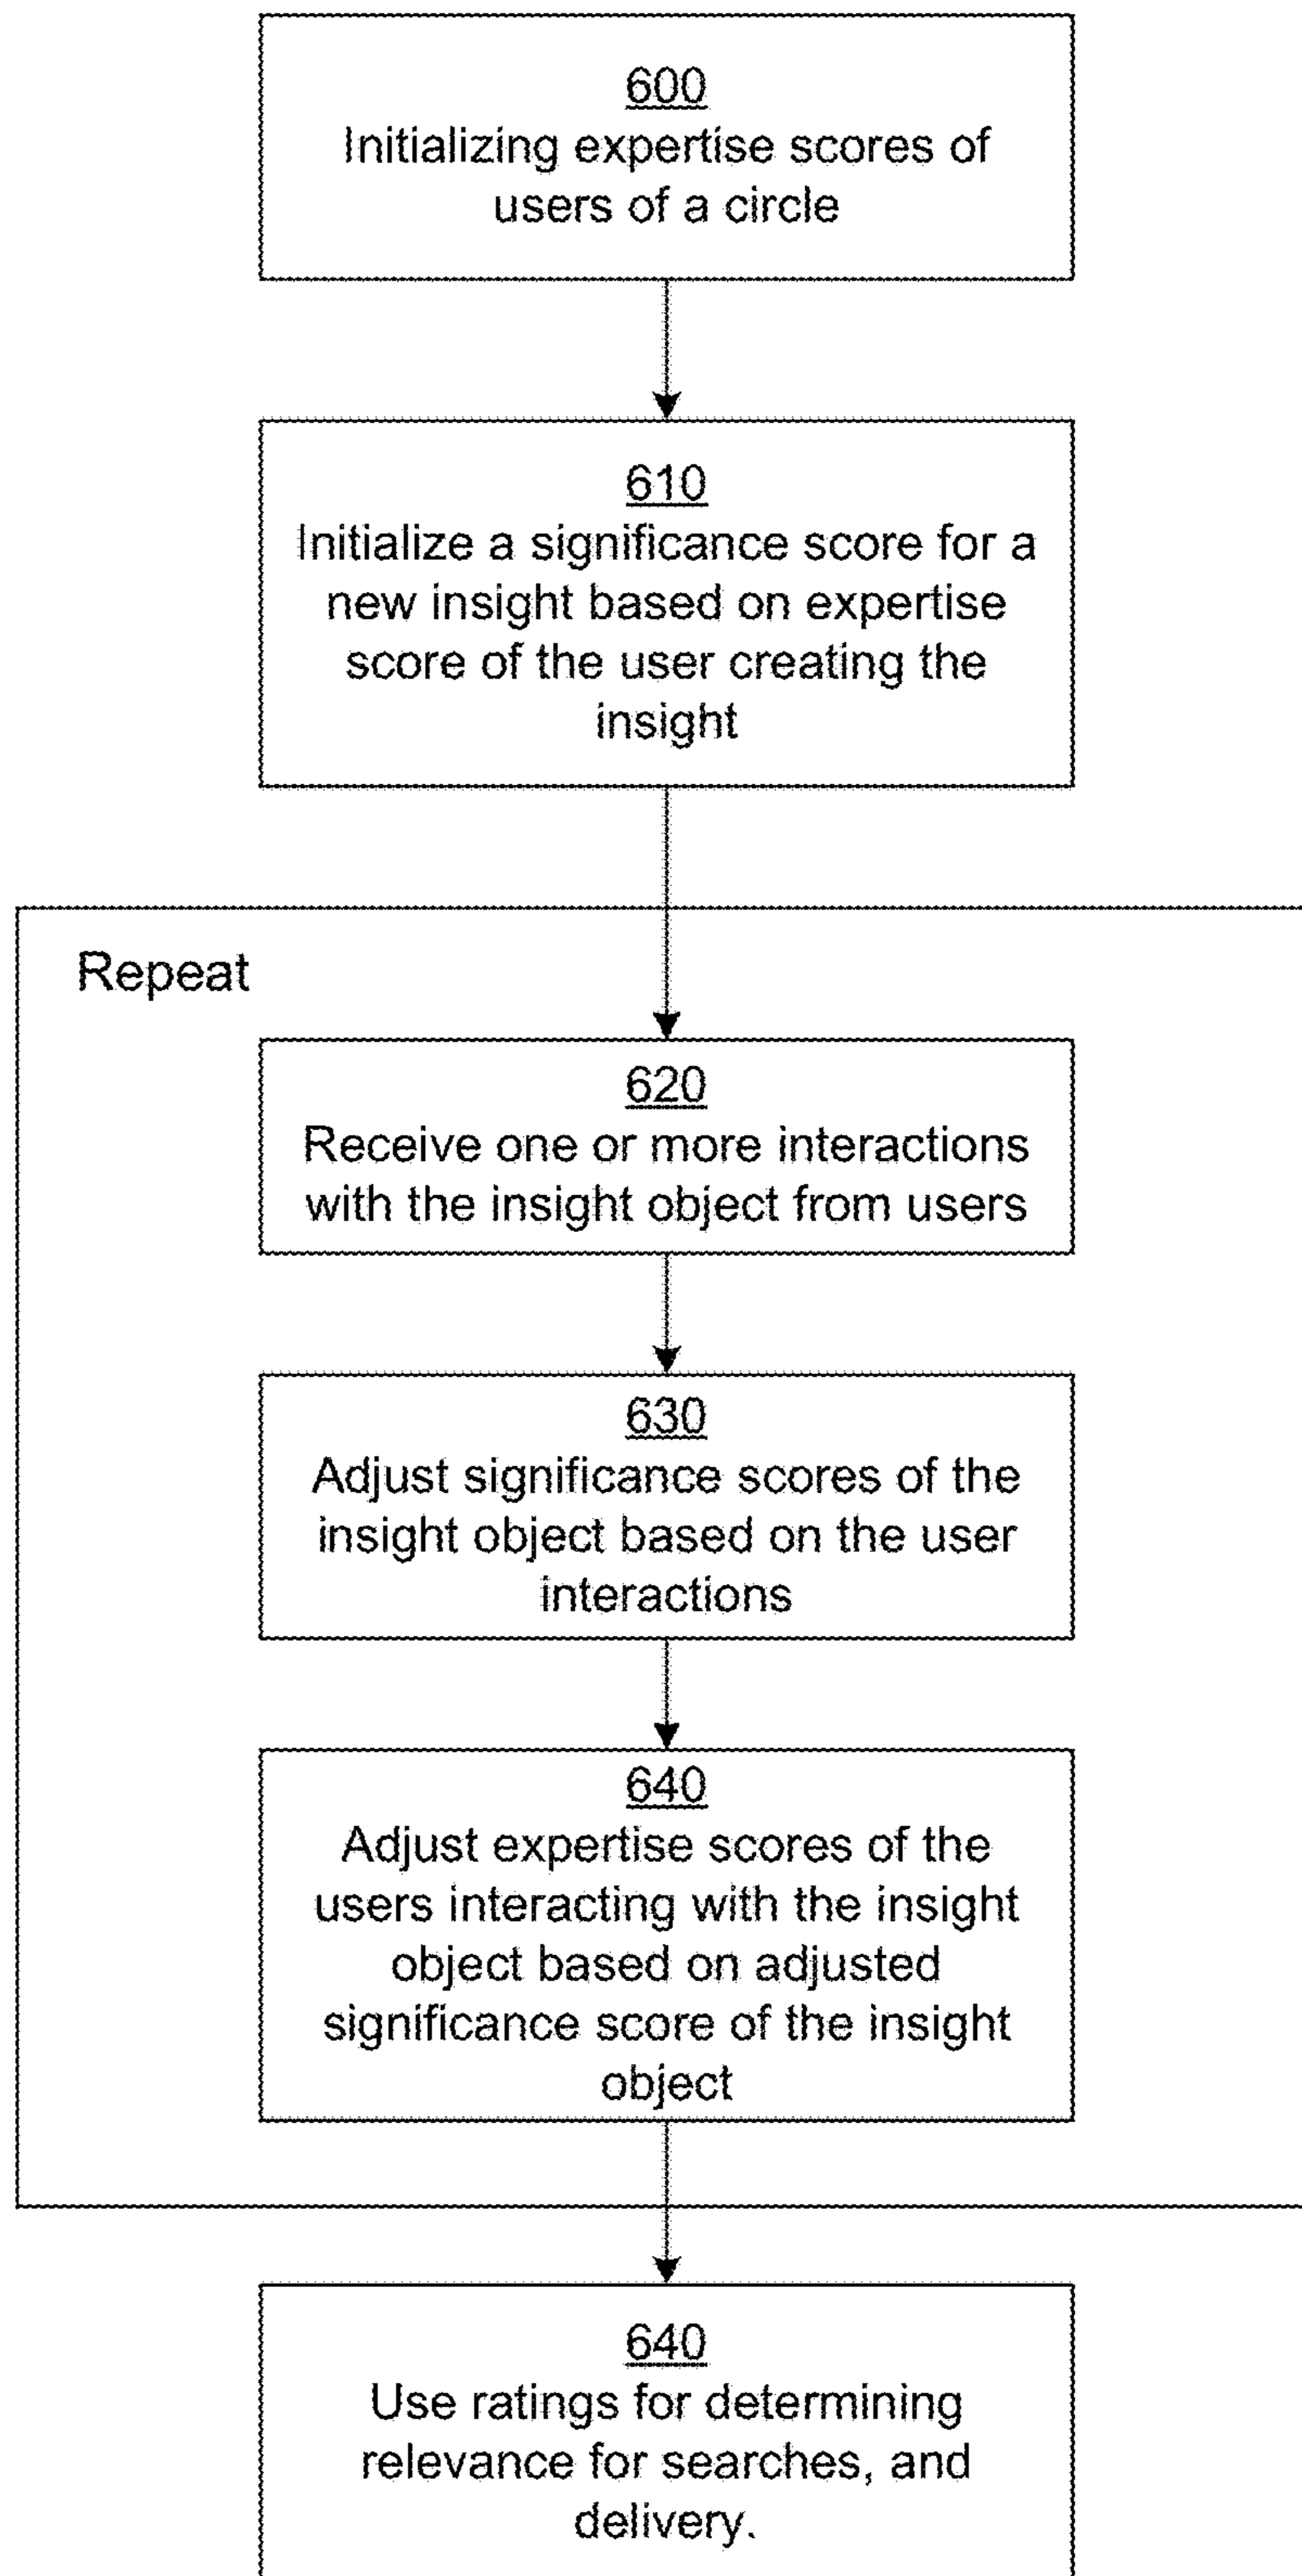 600
Initializing expertise scores of
users of a circle
610
Initialize a significance score for a
new insight based on expertise
score of the user creating the
insight
Repeat
620
Receive one or more interactions
with the insight object from users
630
Adjust significance scores of the
insight object based on the user
interactions
640
Adjust expertise scores of the
users interacting with the insight
object based on adjusted
significance score of the insight
object
640
Use ratings for determining
relevance for searches, and
delivery.